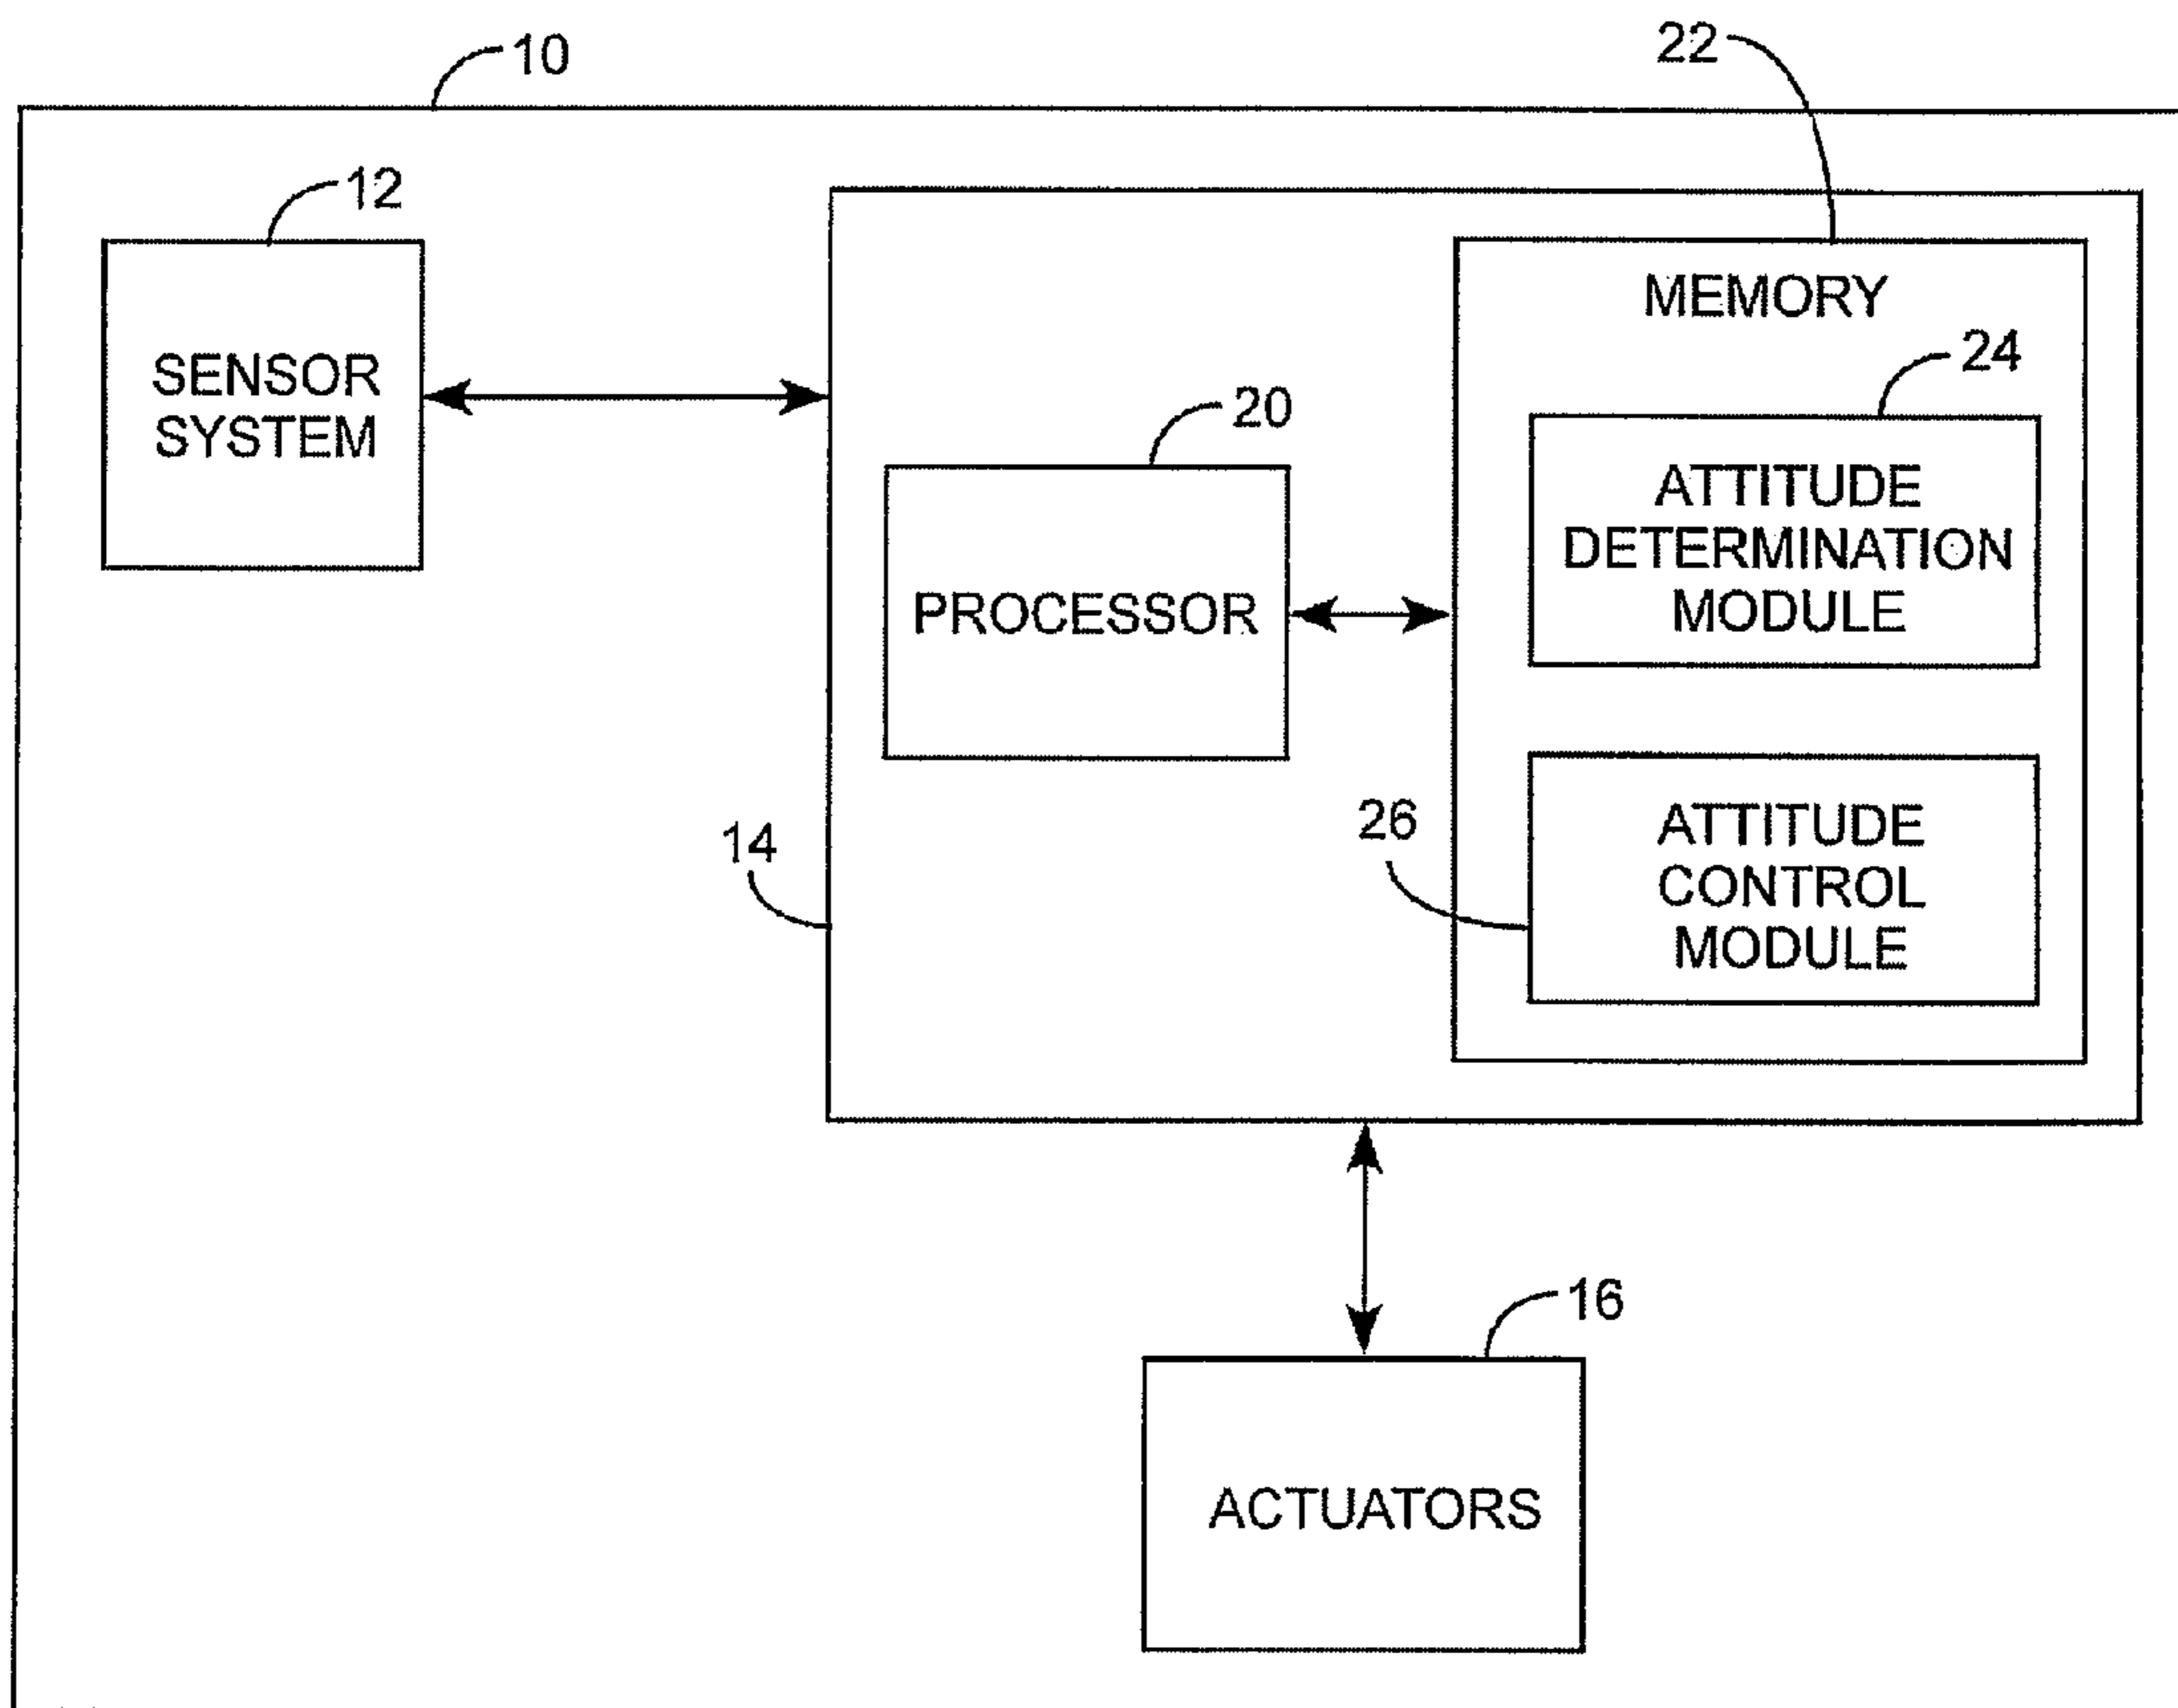 10
22
12
SENSOR
SYSTEM
MEMORY
24
20
ATTITUDE
DETERMINATION
MODULE
PROCESSOR
14
26
ATTITUDE
CONTROL
MODULE
16
ACTUATORS